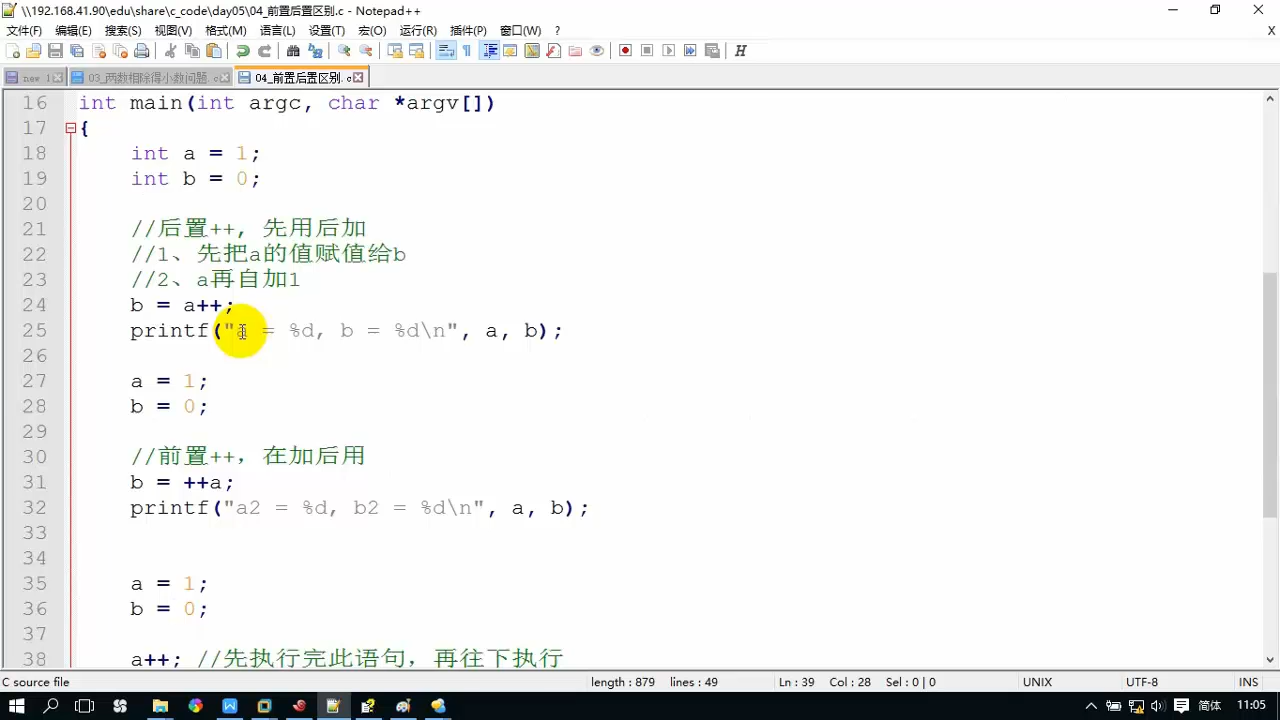 \\192.168.41.90\edu\share\c_code\day05\04_前置后置区别.c - Notepad++
文件(F) 编辑(E) 搜索(S) 视图(V) 格式(M) 语言(L) 设置(T) 宏(O) 运行(R) 插件(P) 窗口(W) ? X
new 1 03_两数相除得小数问题.c 04_前置后置区别.c
16 int main(int argc, char *argv[])
17 {
18 int a = 1;
19 int b = 0;
20
21 //后置++, 先用后加
22 //1、先把a的值赋值给b
23 //2、a再自加1
24 b = a++;
25 printf("a = %d, b = %d\n", a, b);
26
27 a = 1;
28 b = 0;
29
30 //前置++，在加后用
31 b = ++a;
32 printf("a2 = %d, b2 = %d\n", a, b);
33
34
35 a = 1;
36 b = 0;
37
38 a++; //先执行完此语句，再往下执行
C source file length : 879 lines : 49 Ln : 39 Col : 28 Sel : 0 | 0 UNIX UTF-8 INS
简体 11:05